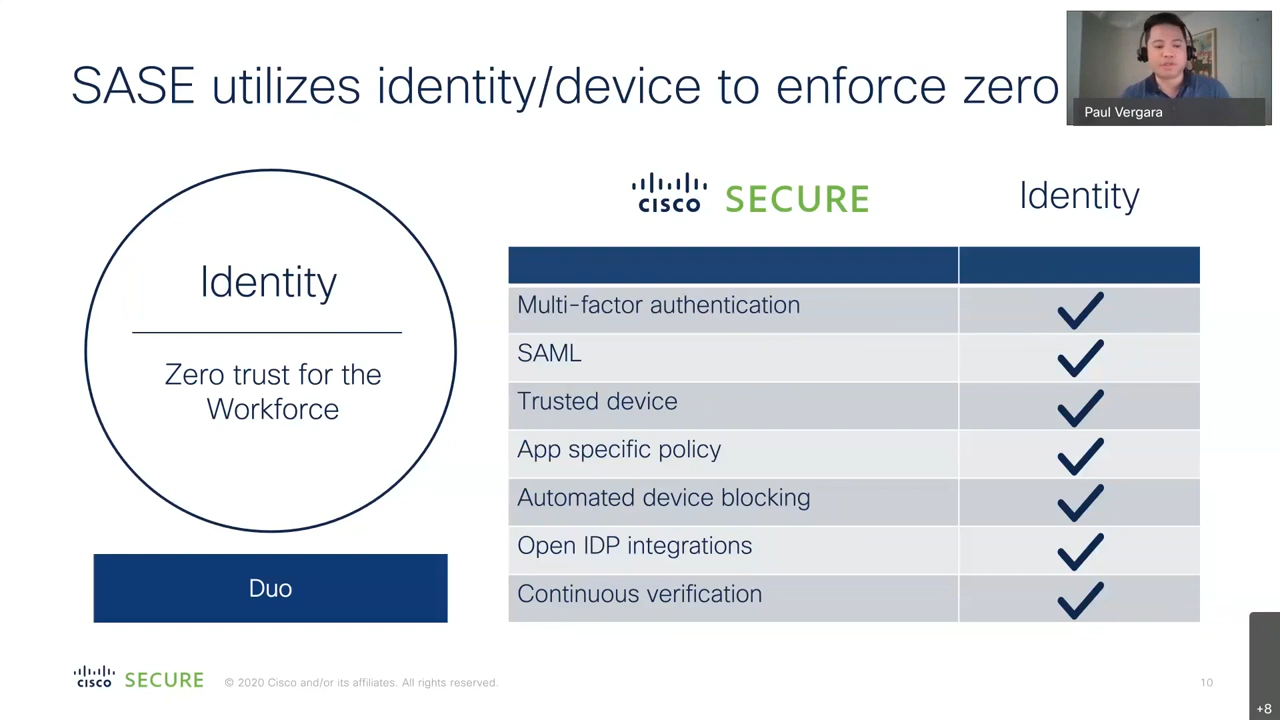 SASE utilizes identity/device to enforce zero
Paul Vergara
CISCO SECURE
Identity
Identity
Zero trust for the
Workforce
Duo
Multi-factor authentication
SAML
Trusted device
App specific policy
Automated device blocking
Open IDP integrations
Continuous verification
CISCO SECURE
© 2020 Cisco and/or its affiliates. All rights reserved.
10
+8